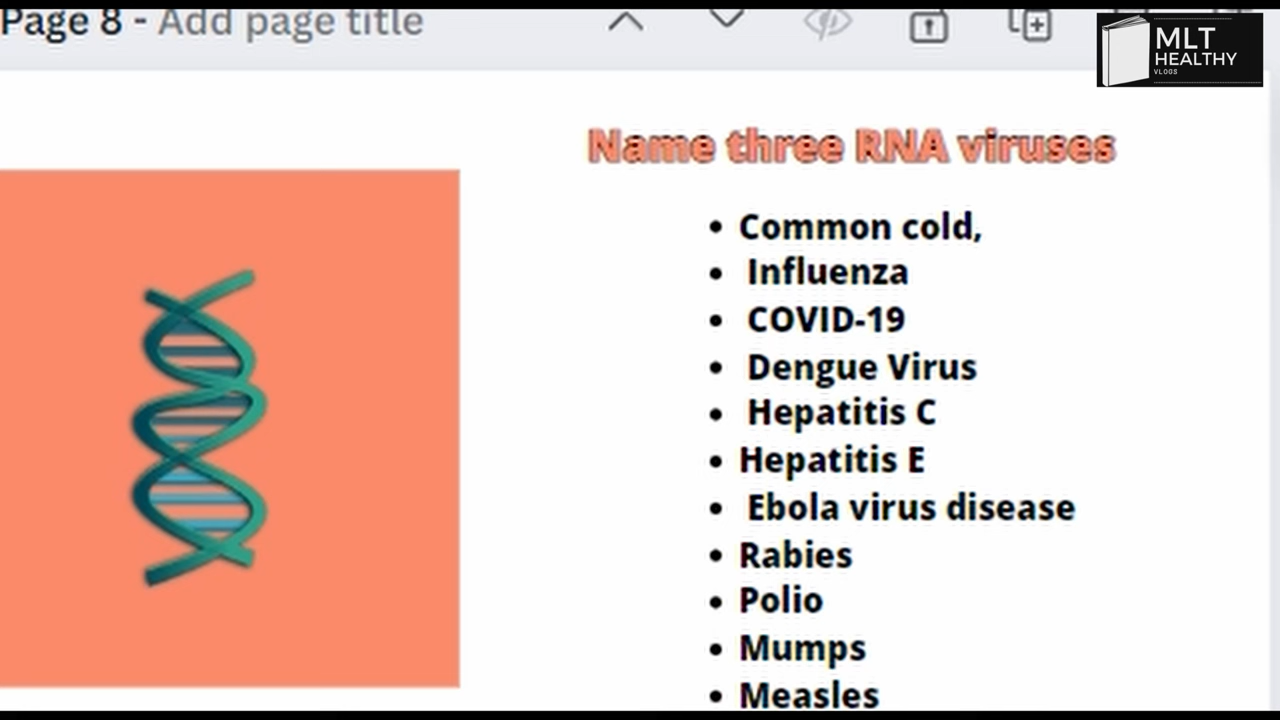 Page 8 - Add page title
MLT
HEALTHY
VLOGS
Name three RNA viruses
• Common cold,
• Influenza
• COVID-19
• Dengue Virus
• Hepatitis C
• Hepatitis E
• Ebola virus disease
• Rabies
• Polio
• Mumps
• Measles